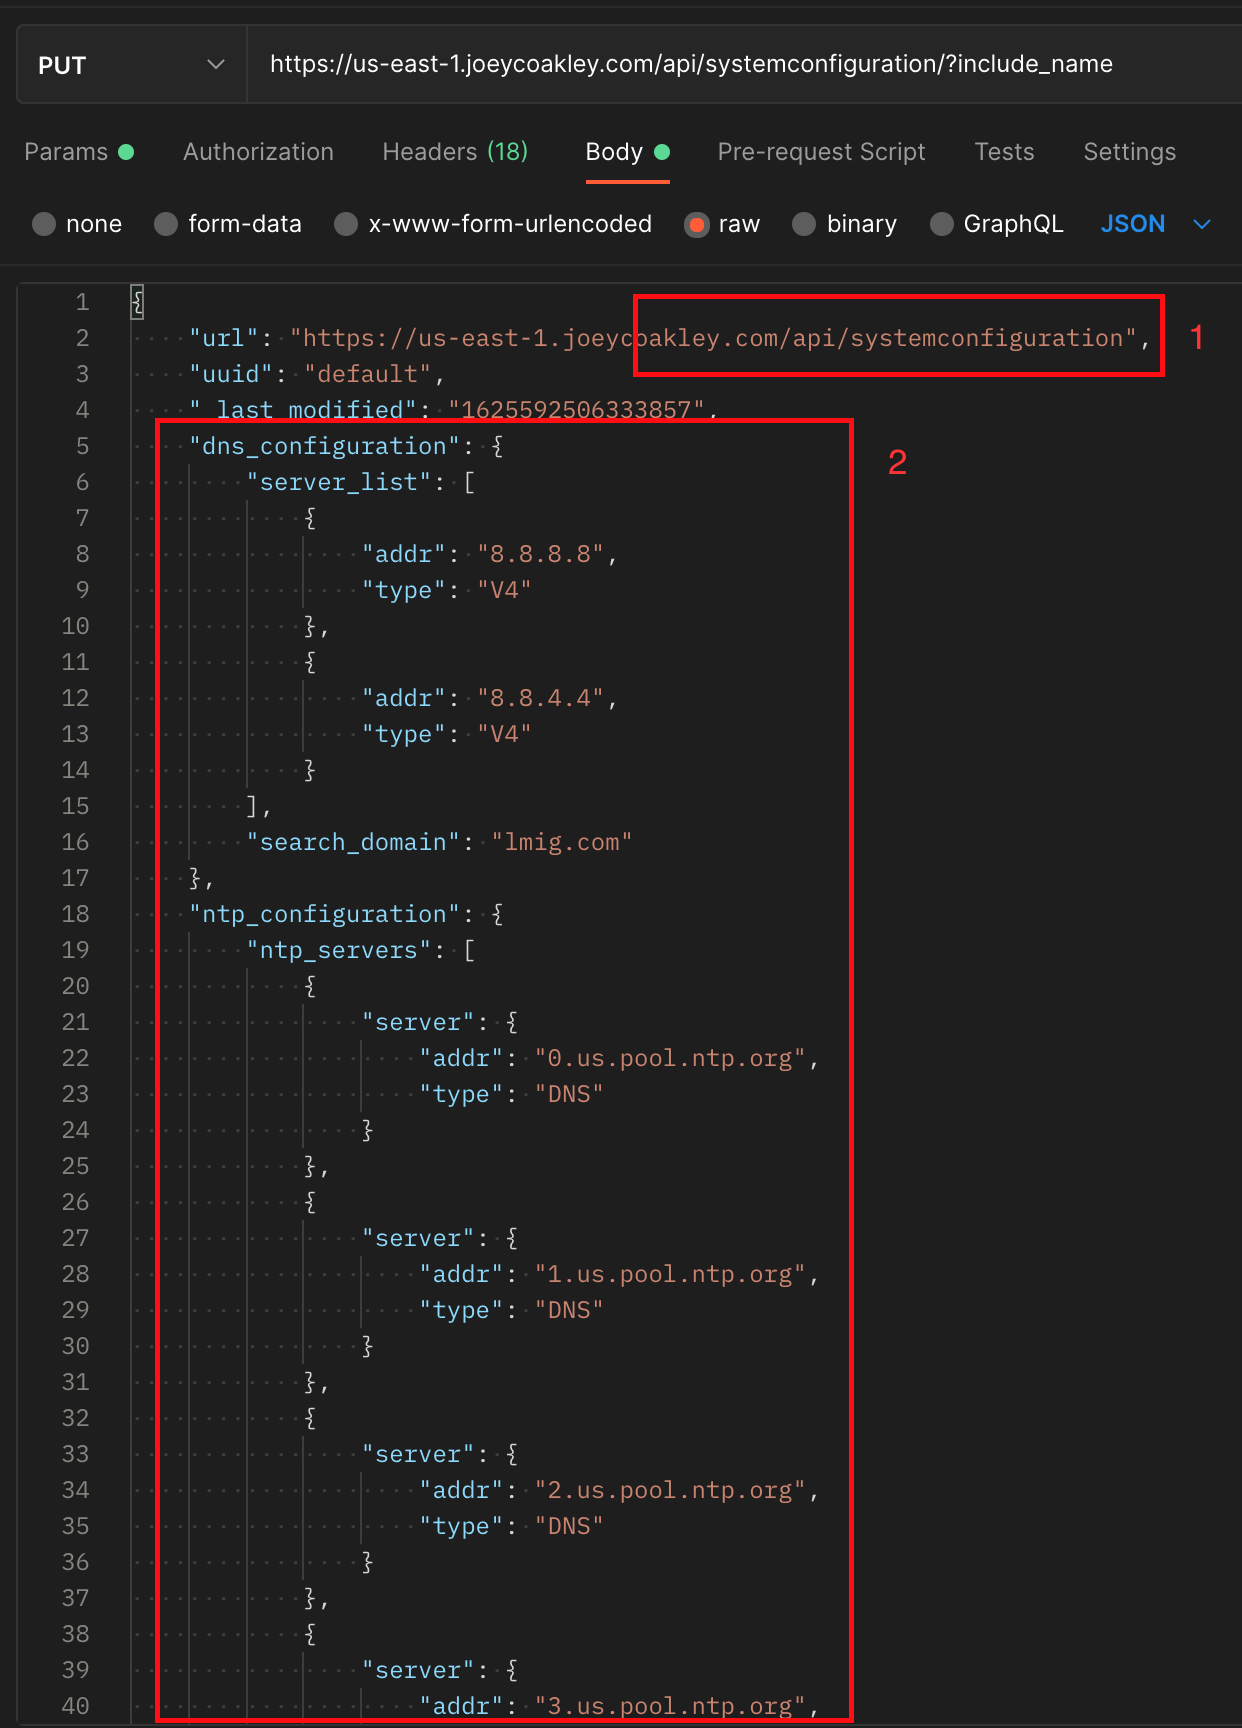 PUT https://us-east-1.joeycoakley.com/api/systemconfiguration/?include_name
Params Authorization Headers (18) Body Pre-request Script Tests Settings
none form-data x-www-form-urlencoded raw binary GraphQL JSON
1 {
2 "url": "https://us-east-1.joeycoakley.com/api/systemconfiguration", 1
3 "uuid": "default",
4 "_last_modified": "1625592506333857",
5 "dns_configuration": {
2
6 "server_list": [
7 {
8 "addr": "8.8.8.8",
9 "type": "V4"
10 },
11 {
12 "addr": "8.8.4.4",
13 "type": "V4"
14 }
15 ],
16 "search_domain": "lmig.com"
17 },
18 "ntp_configuration": {
19 "ntp_servers": [
20 {
21 "server": {
22 "addr": "0.us.pool.ntp.org",
23 "type": "DNS"
24 }
25 },
26 {
27 "server": {
28 "addr": "1.us.pool.ntp.org",
29 "type": "DNS"
30 }
31 },
32 {
33 "server": {
34 "addr": "2.us.pool.ntp.org",
35 "type": "DNS"
36 }
37 },
38 {
39 "server": {
40 "addr": "3.us.pool.ntp.org",